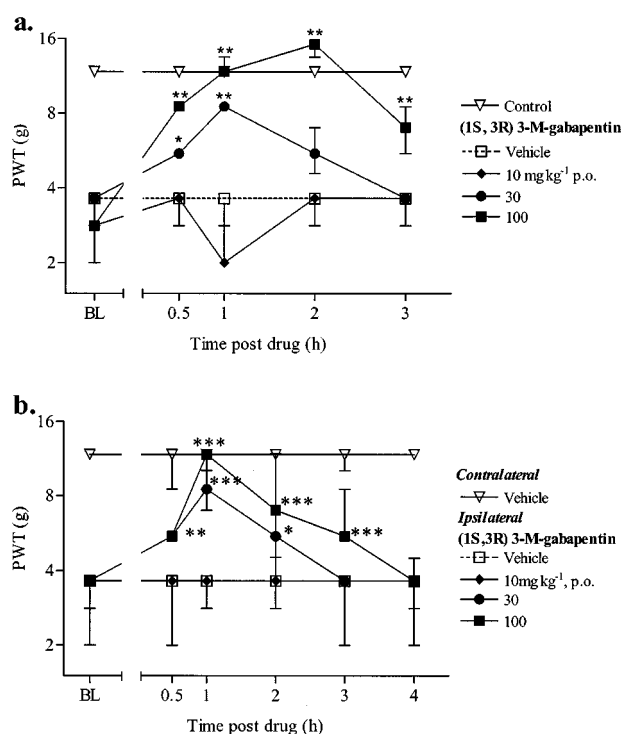 a.
16
8
4
2
PWT (g)
**
**
**
**
**
*
BL
0.5
1
2
3
Time post drug (h)
Control
(1S, 3R) 3-M-gabapentin
Vehicle
10 mg kg⁻¹ p.o.
30
100
b.
16
8
4
2
PWT (g)
***
***
***
**
*
***
BL
0.5
1
2
3
4
Time post drug (h)
Contralateral
Vehicle
Ipsilateral
(1S,3R) 3-M-gabapentin
Vehicle
10mg kg⁻¹, p.o.
30
100